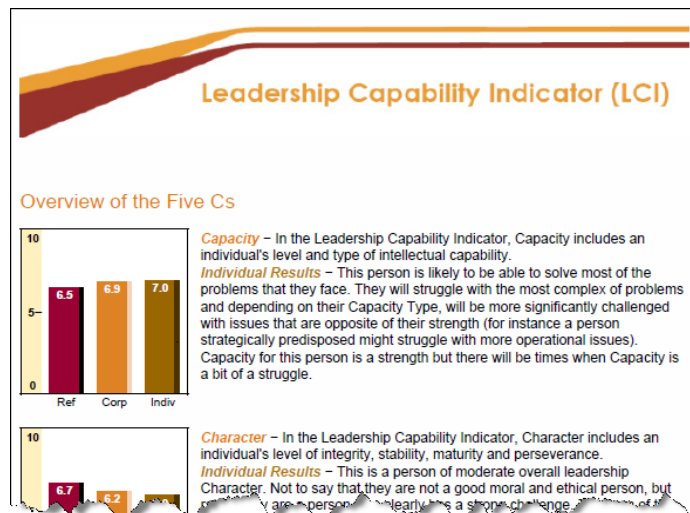 Leadership Capability Indicator (LCI)
Overview of the Five Cs
10
5–
0
6.5
6.9
7.0
Ref
Corp
Indiv
Capacity – In the Leadership Capability Indicator, Capacity includes an
individual's level and type of intellectual capability.
Individual Results – This person is likely to be able to solve most of the
problems that they face. They will struggle with the most complex of problems
and depending on their Capacity Type, will be more significantly challenged
with issues that are opposite of their strength (for instance a person
strategically predisposed might struggle with more operational issues).
Capacity for this person is a strength but there will be times when Capacity is
a bit of a struggle.
10
6.7
6.2
Character – In the Leadership Capability Indicator, Character includes an
individual's level of integrity, stability, maturity and perseverance.
Individual Results – This is a person of moderate overall leadership
Character. Not to say that they are not a good moral and ethical person, but